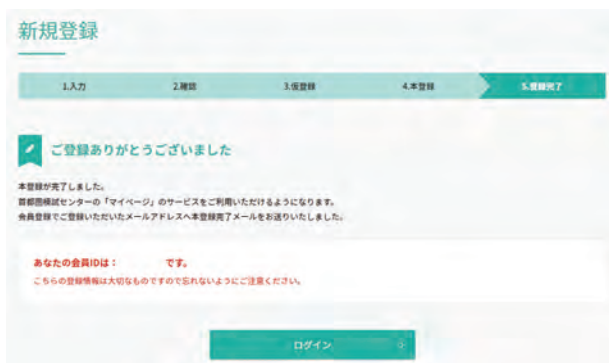 新規登録
1.入力
2.確認
3.仮登録
4.本登録
5.登録完了
ご登録ありがとうございました
本登録が完了しました。
首都圏模試センターの「マイページ」のサービスをご利用いただけるようになります。
会員登録でご登録いただいたメールアドレスへ本登録完了メールをお送りいたしました。
あなたの会員IDは： です。
こちらの登録情報は大切なものですので忘れないようにご注意ください。
ログイン